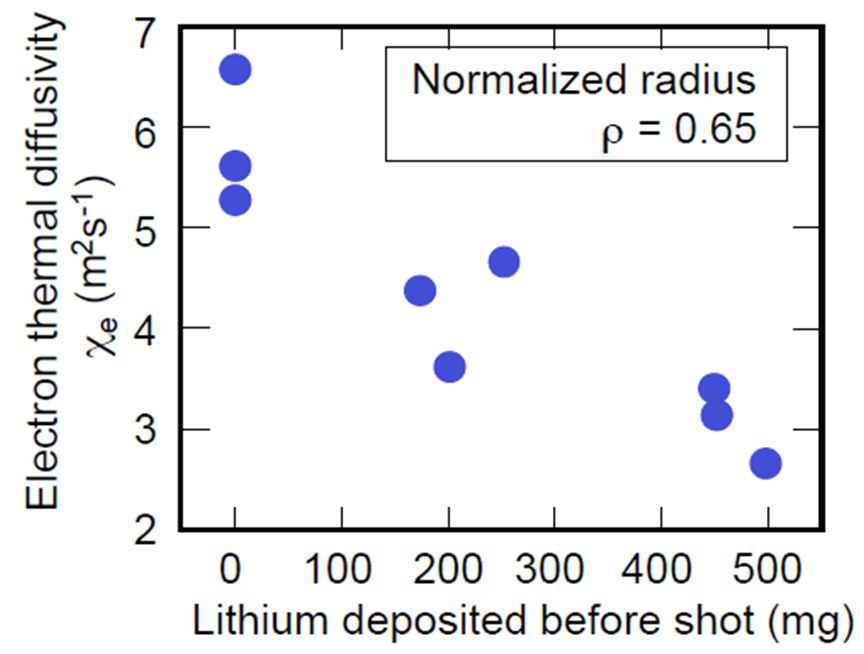 Electron thermal diffusivity
χe (m²s⁻¹)
7
6
5
4
3
2
Normalized radius
ρ = 0.65
0 100 200 300 400 500
Lithium deposited before shot (mg)